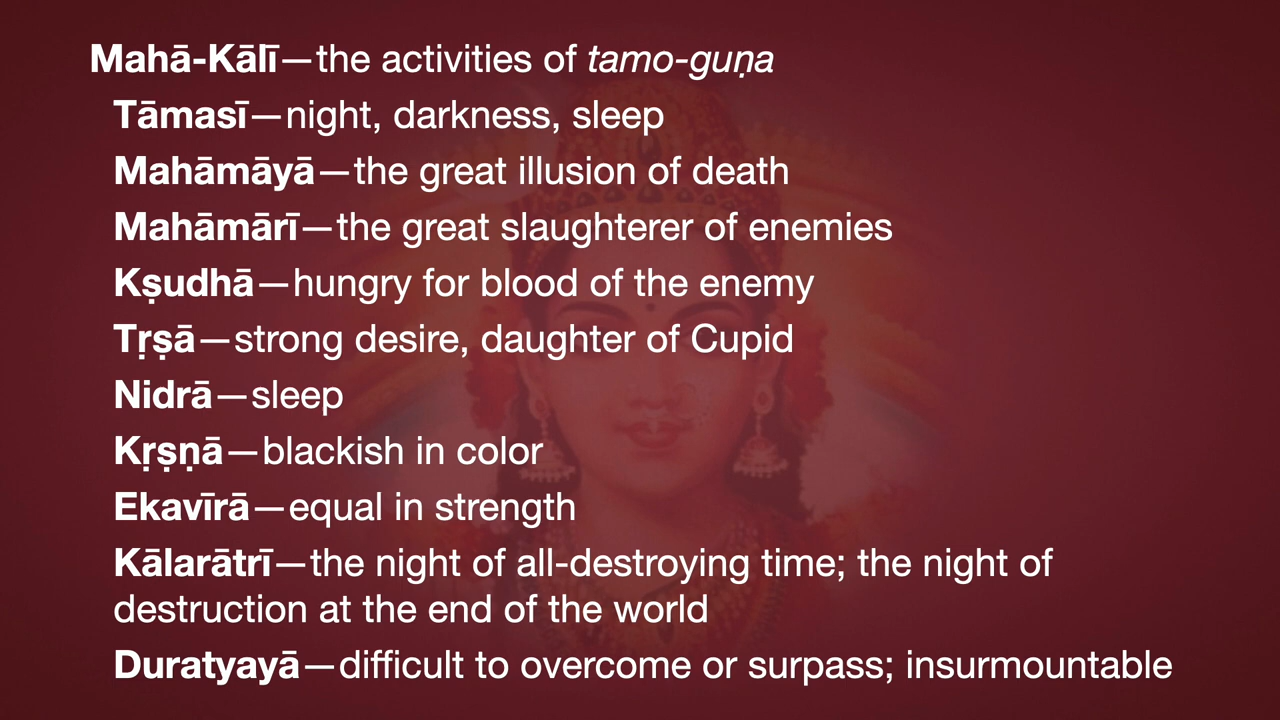 Mahā-Kālī—the activities of tamo-guṇa
Tāmasī—night, darkness, sleep
Mahāmāyā—the great illusion of death
Mahāmārī—the great slaughterer of enemies
Kṣudhā—hungry for blood of the enemy
Tṛṣā—strong desire, daughter of Cupid
Nidrā—sleep
Kṛṣṇā—blackish in color
Ekavīrā—equal in strength
Kālarātrī—the night of all-destroying time; the night of
destruction at the end of the world
Duratyayā—difficult to overcome or surpass; insurmountable